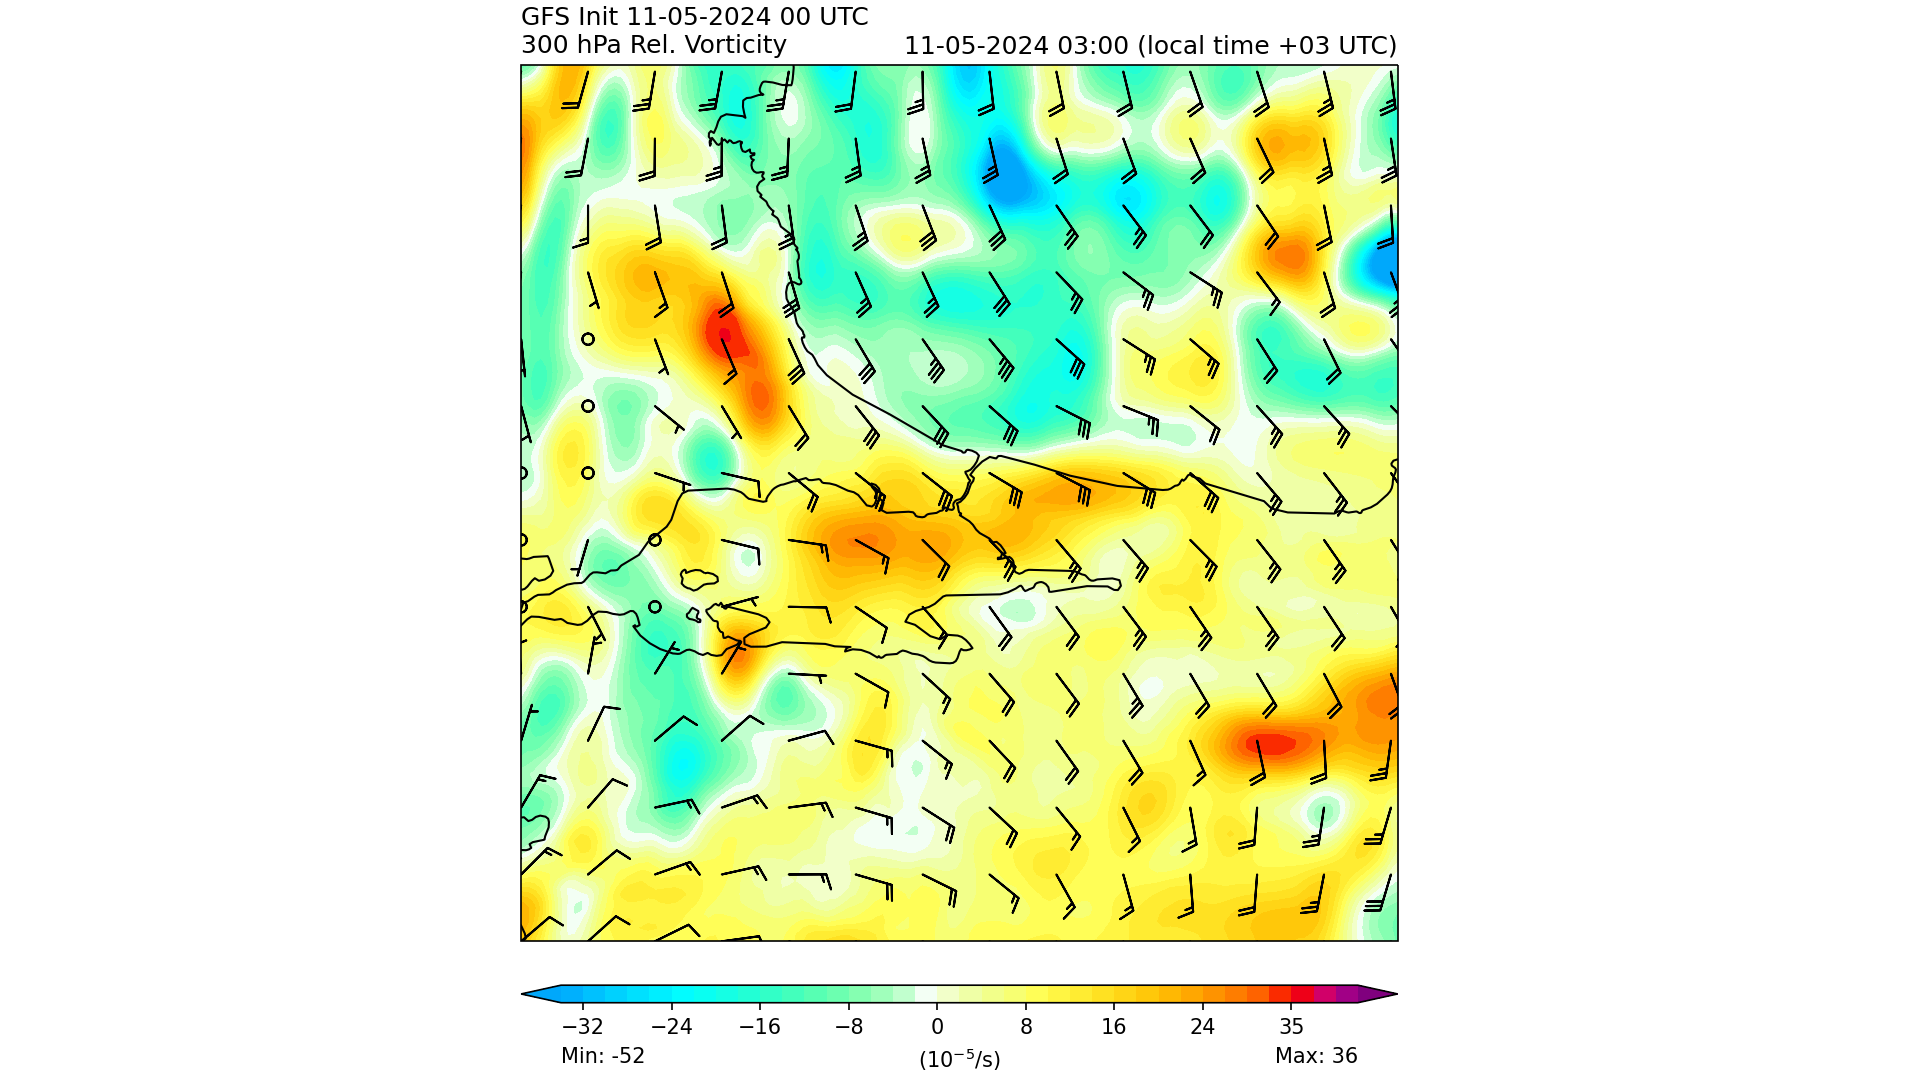 GFS Init 11-05-2024 00 UTC
300 hPa Rel. Vorticity
11-05-2024 03:00 (local time +03 UTC)
−32 −24 −16 −8 0 8 16 24 35
Min: -52 (10⁻⁵/s) Max: 36